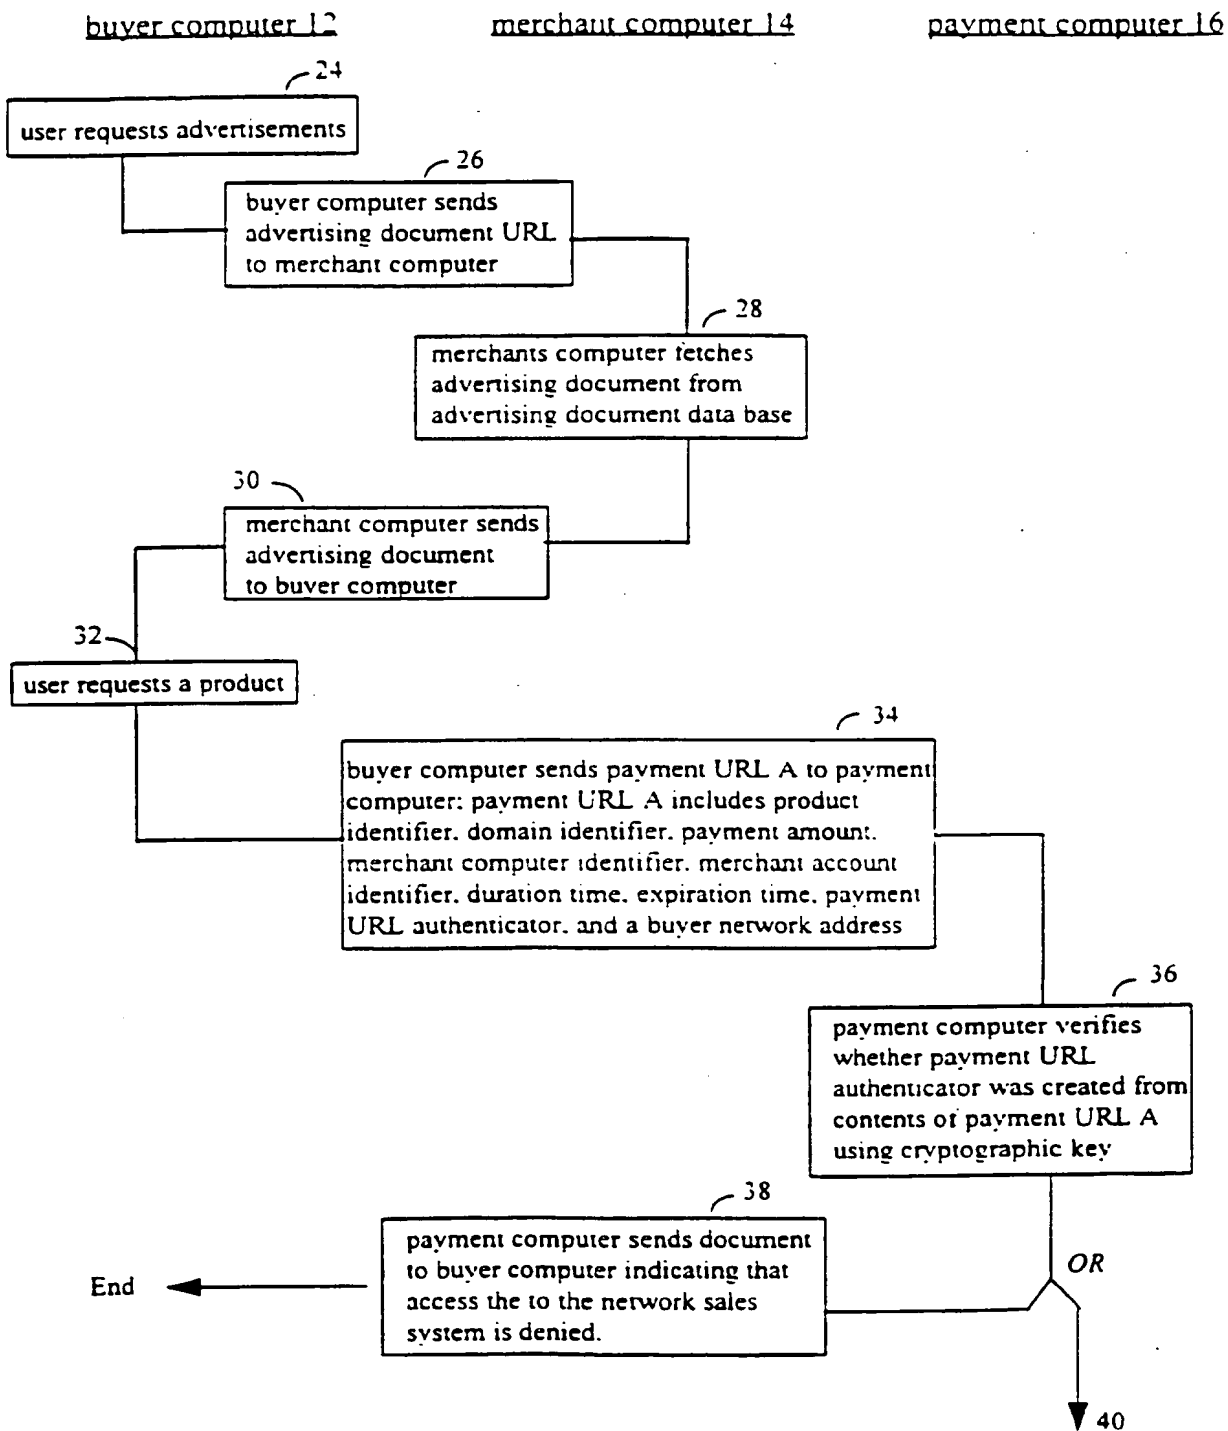 buyer computer 12 merchant computer 14 payment computer 16
24
user requests advertisements
26
buyer computer sends
advertising document URL
to merchant computer
28
merchants computer fetches
advertising document from
advertising document data base
30
merchant computer sends
advertising document
to buyer computer
32
user requests a product
34
buyer computer sends payment URL A to payment
computer: payment URL A includes product
identifier, domain identifier, payment amount,
merchant computer identifier, merchant account
identifier, duration time, expiration time, payment
URL authenticator, and a buyer network address
36
payment computer verifies
whether payment URL
authenticator was created from
contents of payment URL A
using cryptographic key
38
payment computer sends document
to buyer computer indicating that
access the to the network sales
system is denied.
OR
End
40